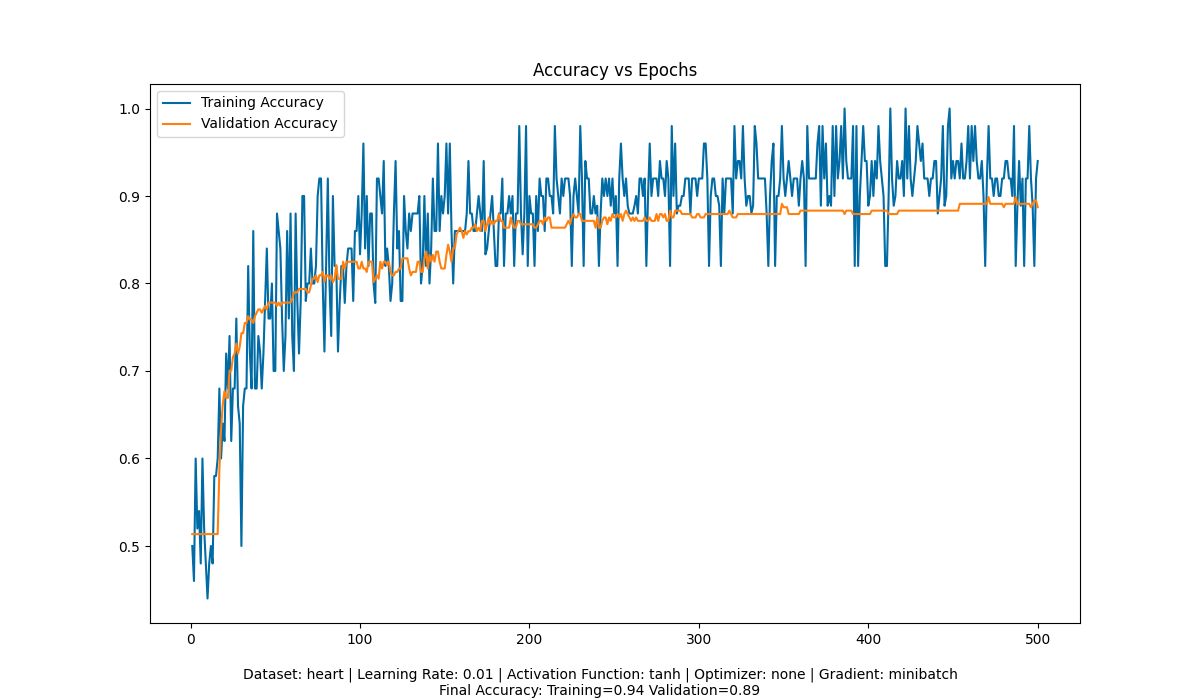 Accuracy vs Epochs
Training Accuracy
Validation Accuracy
1.0
0.9
0.8
0.7
0.6
0.5
0 100 200 300 400 500
Dataset: heart | Learning Rate: 0.01 | Activation Function: tanh | Optimizer: none | Gradient: minibatch
Final Accuracy: Training=0.94 Validation=0.89